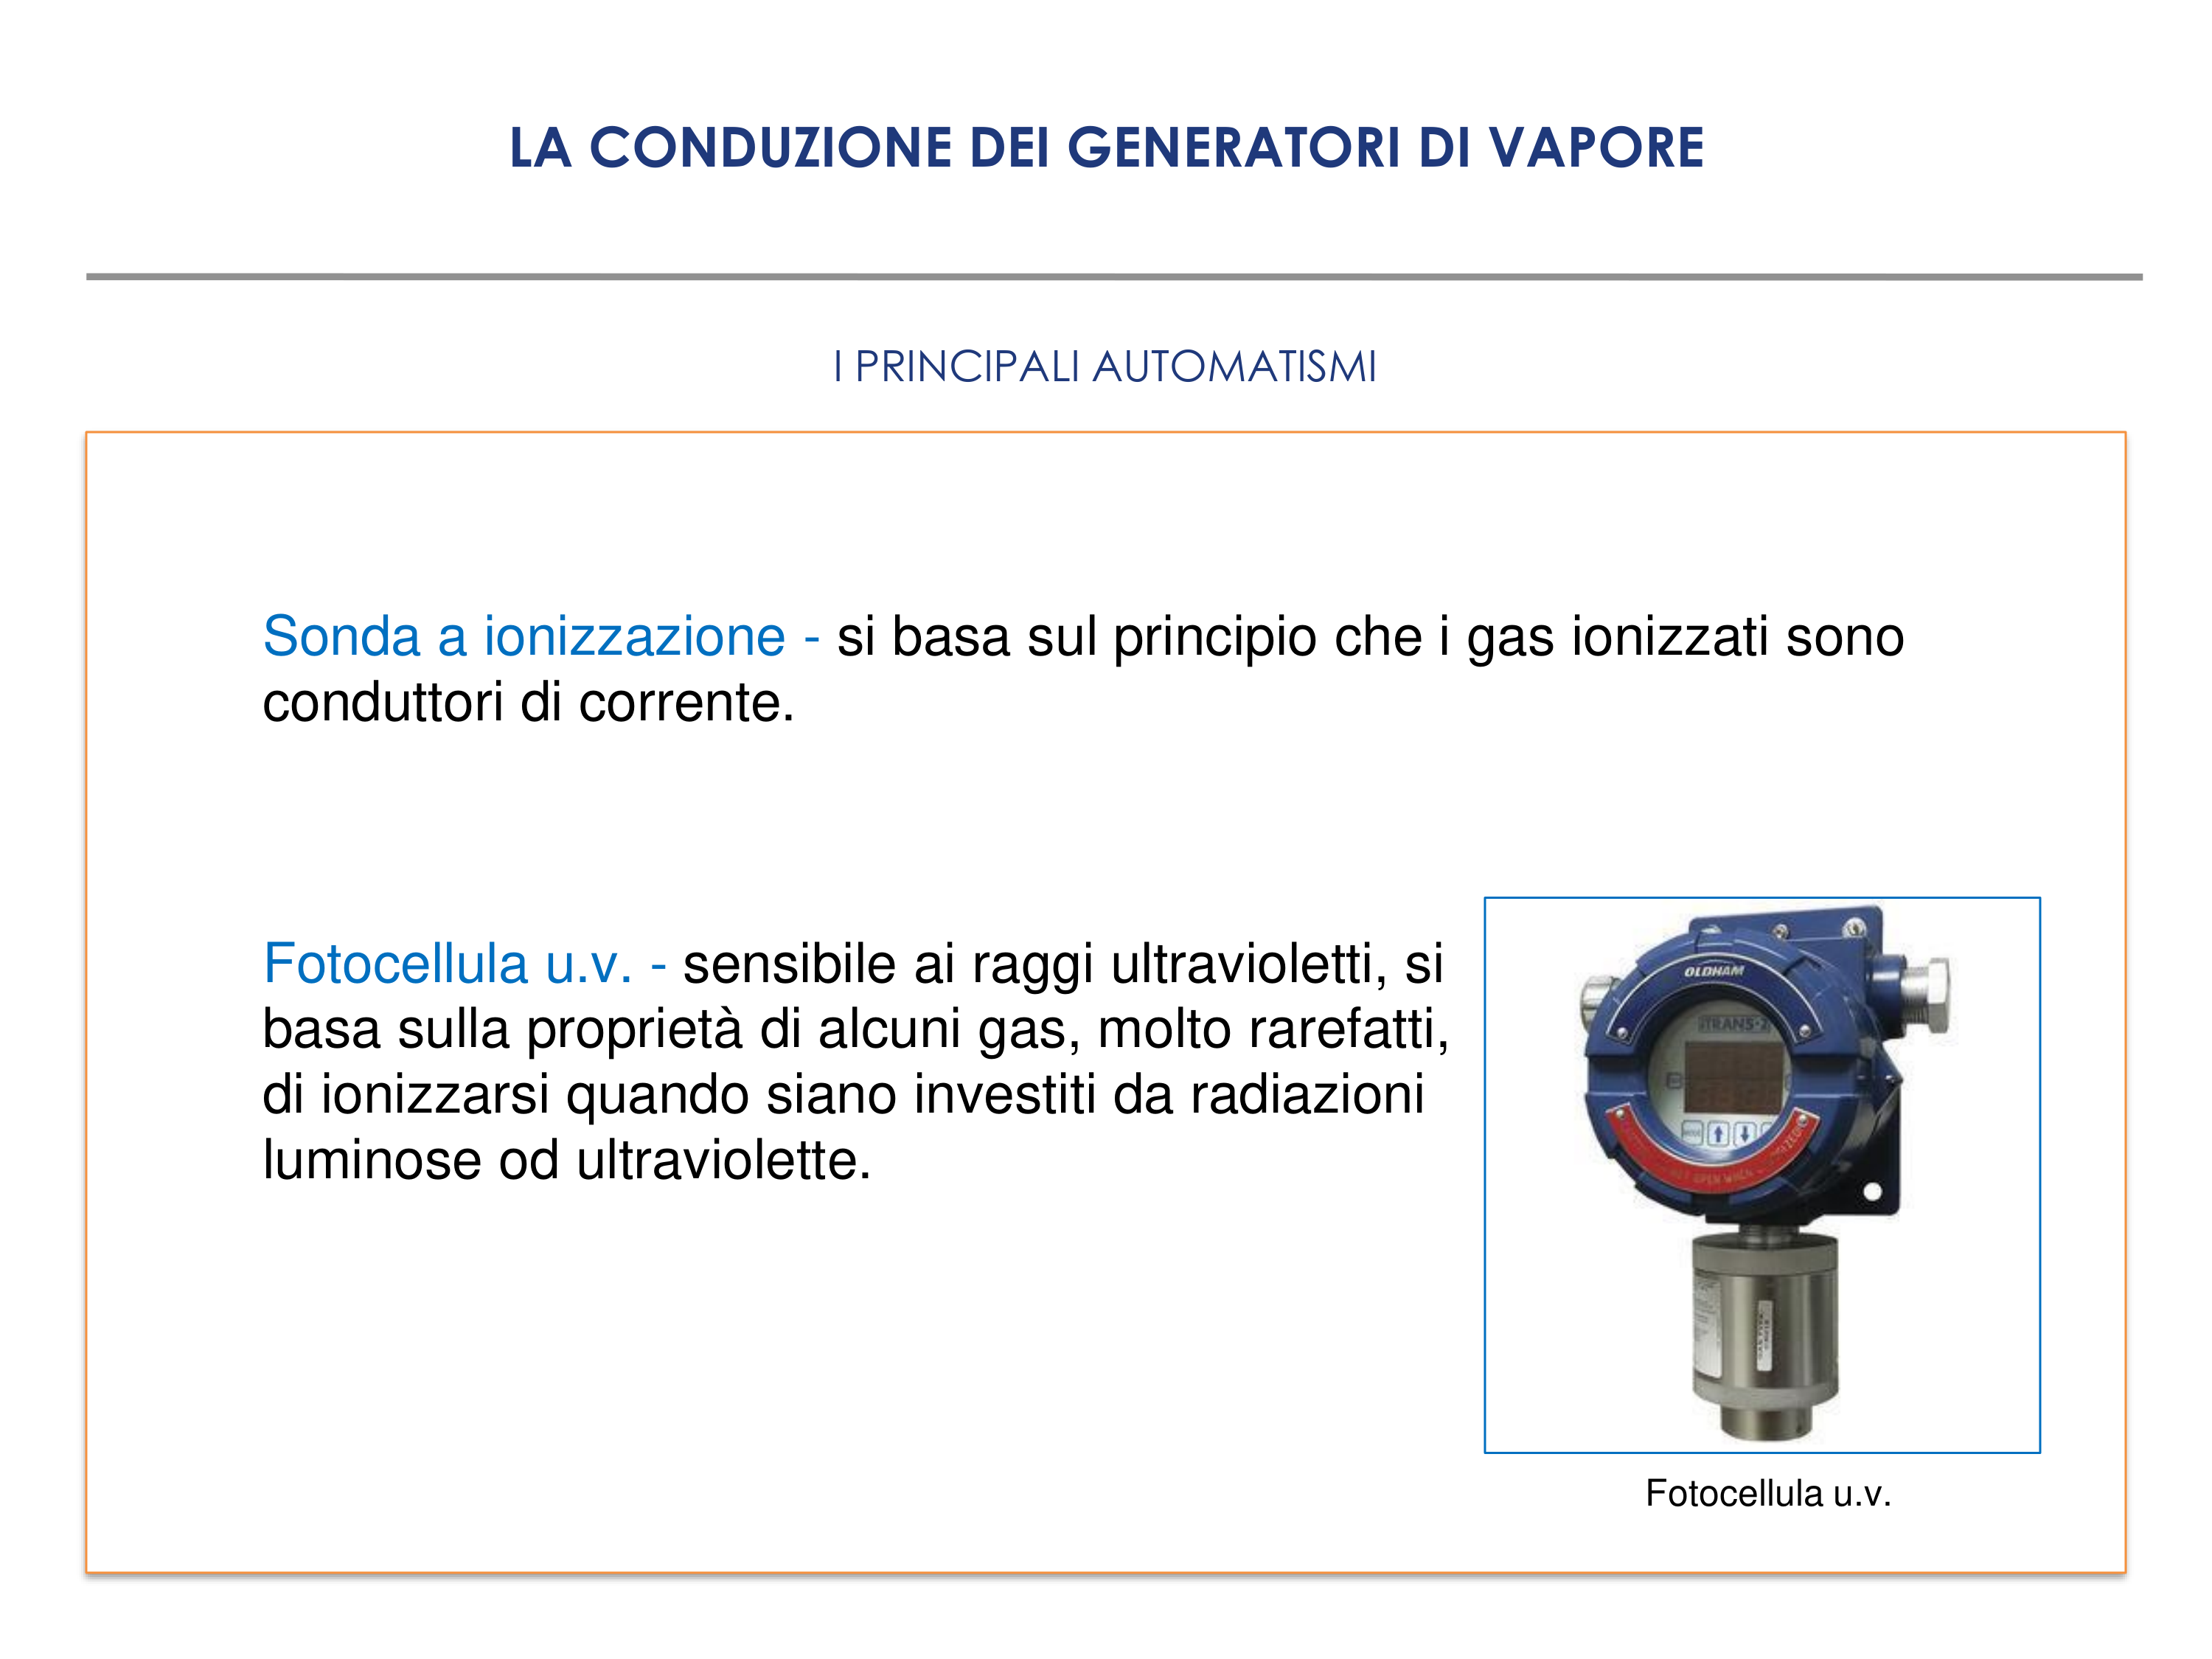 LA CONDUZIONE DEI GENERATORI DI VAPORE
I PRINCIPALI AUTOMATISMI
Sonda a ionizzazione - si basa sul principio che i gas ionizzati sono
conduttori di corrente.
Fotocellula u.v. - sensibile ai raggi ultravioletti, si
basa sulla proprietà di alcuni gas, molto rarefatti,
di ionizzarsi quando siano investiti da radiazioni
luminose od ultraviolette.
OLDHAM
iTRANS·2
OPEN WHEN
Fotocellula u.v.